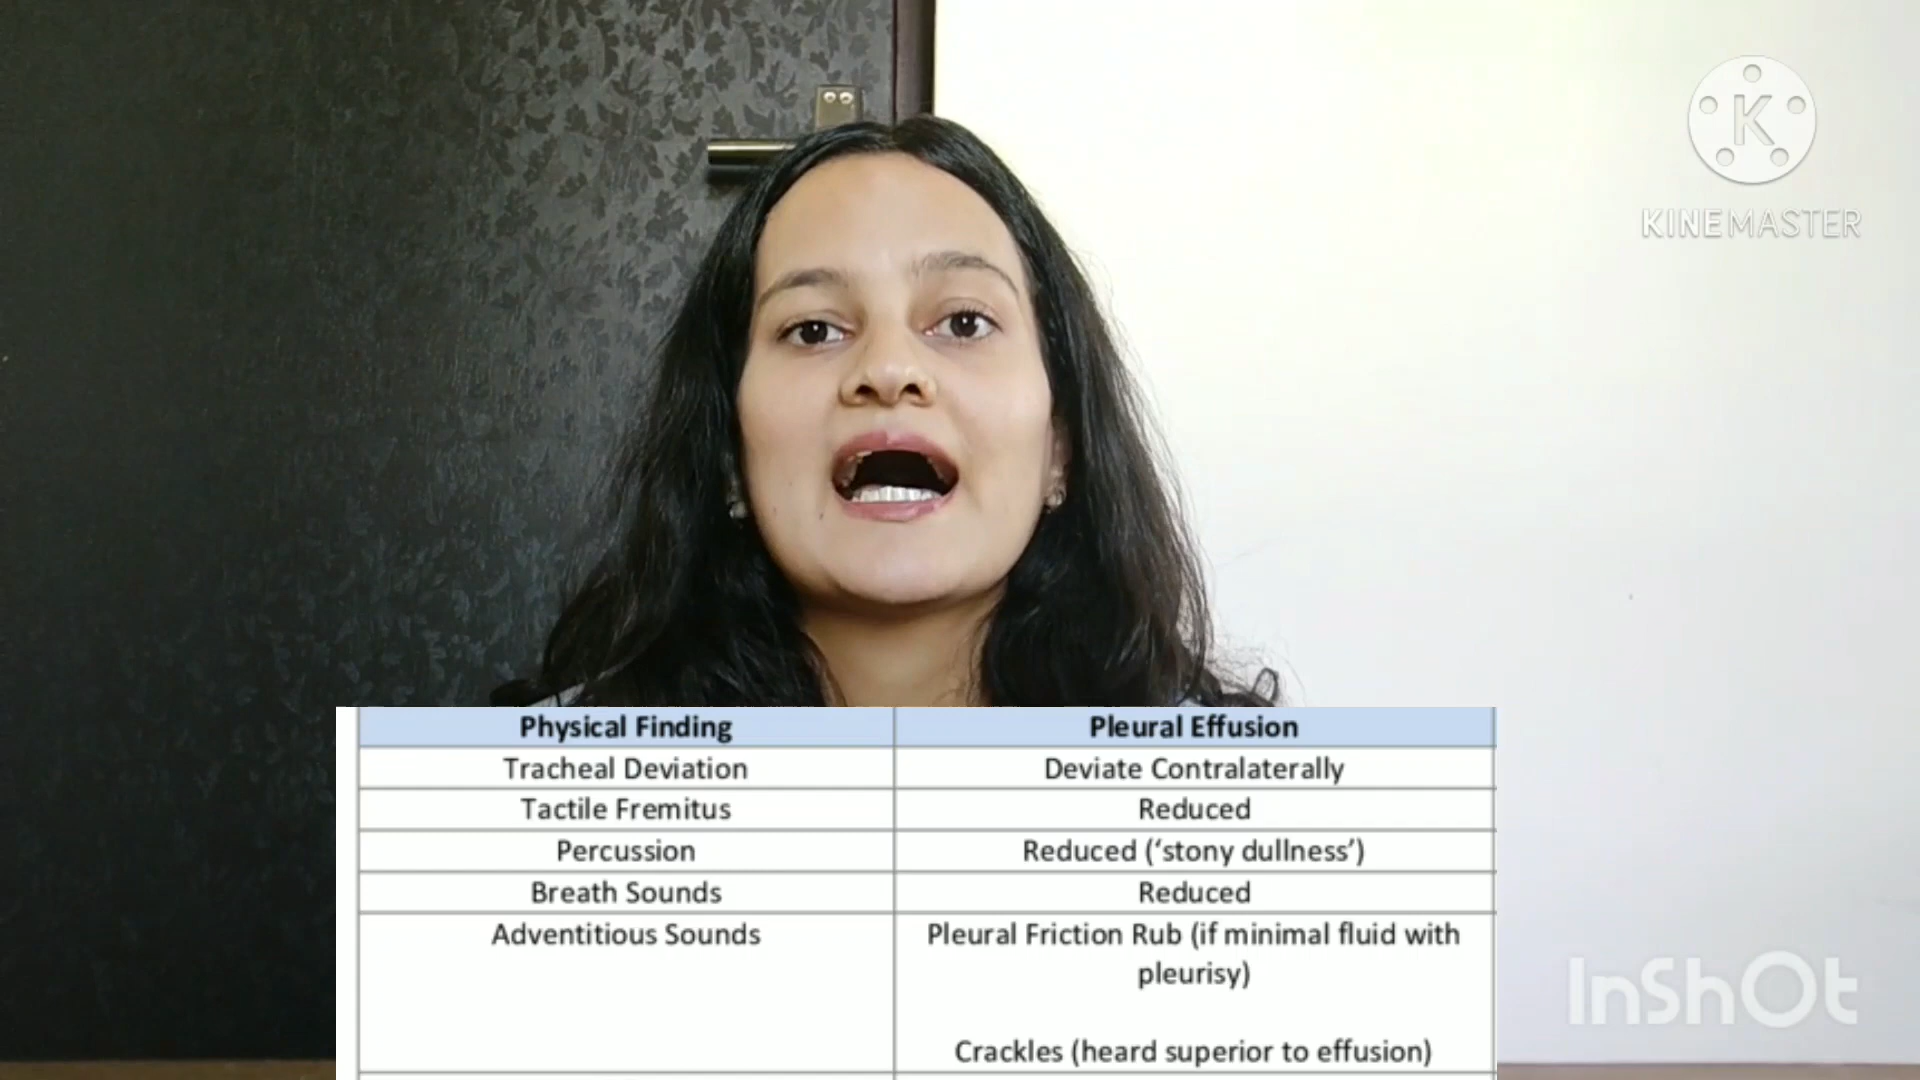 K
KINEMASTER
Physical Finding Pleural Effusion
Tracheal Deviation Deviate Contralaterally
Tactile Fremitus Reduced
Percussion Reduced (‘stony dullness’)
Breath Sounds Reduced
Adventitious Sounds Pleural Friction Rub (if minimal fluid with
pleurisy)
Crackles (heard superior to effusion)
InShOt